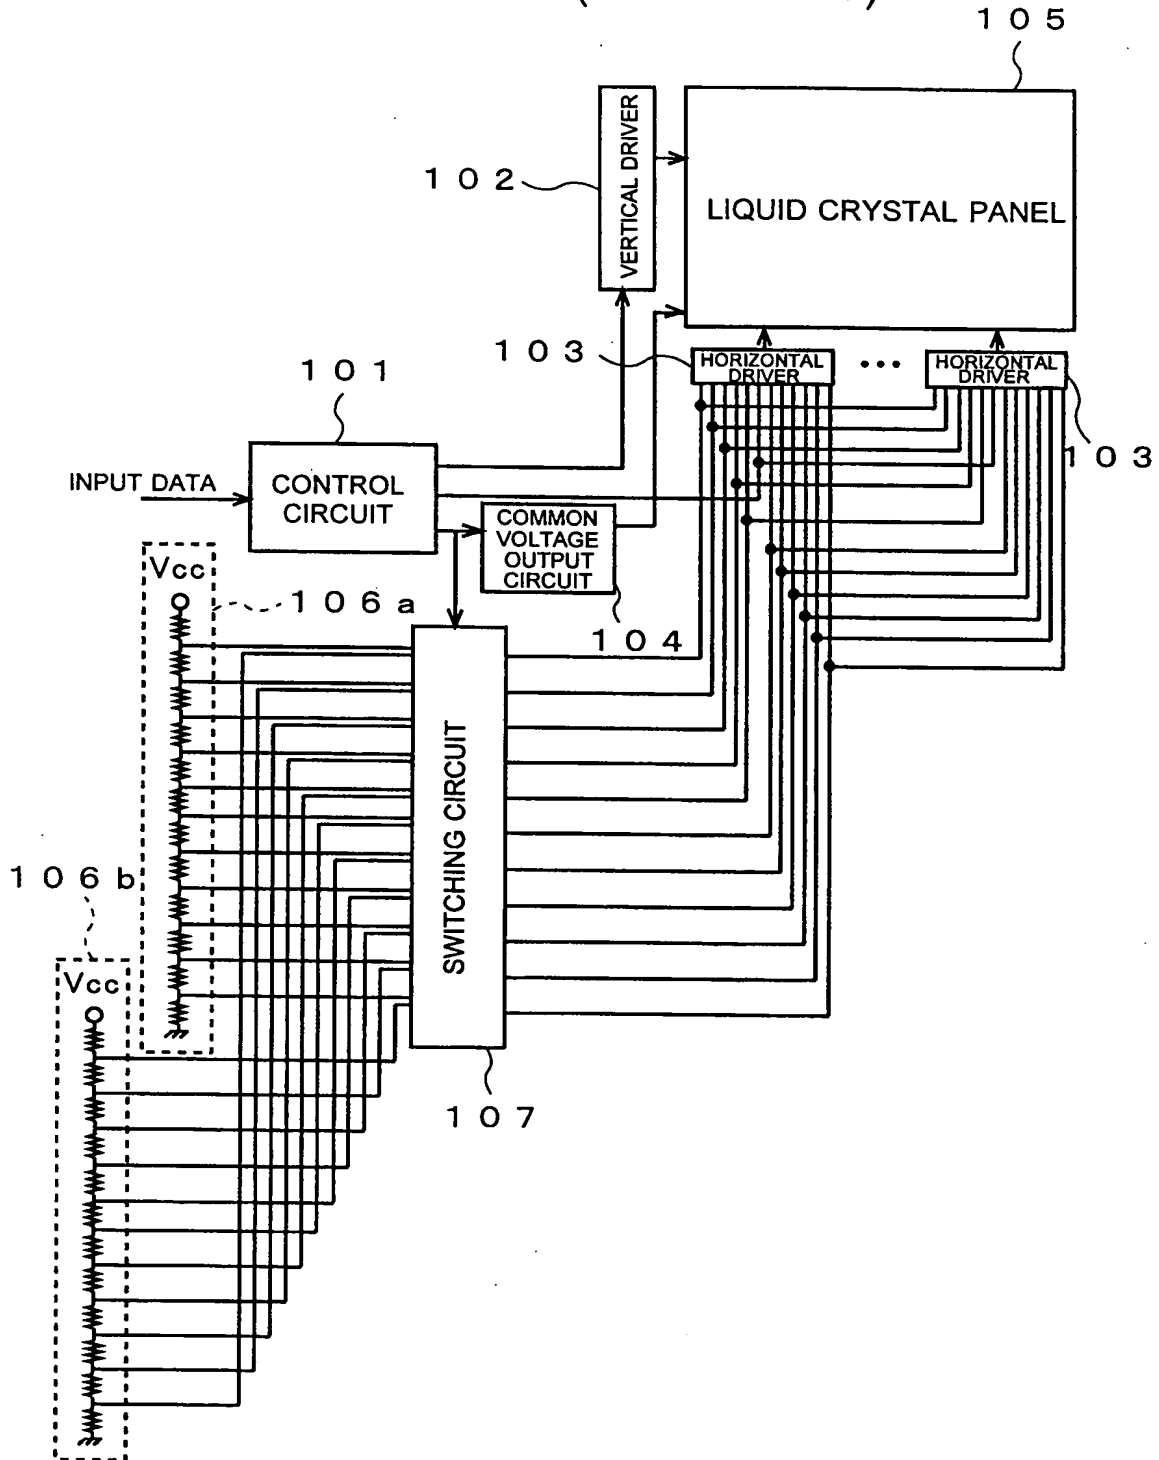 105
102
VERTICAL DRIVER
LIQUID CRYSTAL PANEL
103
HORIZONTAL
DRIVER
•••
HORIZONTAL
DRIVER
103
101
INPUT DATA
CONTROL
CIRCUIT
COMMON
VOLTAGE
OUTPUT
CIRCUIT
104
Vcc
106a
SWITCHING CIRCUIT
106b
Vcc
107